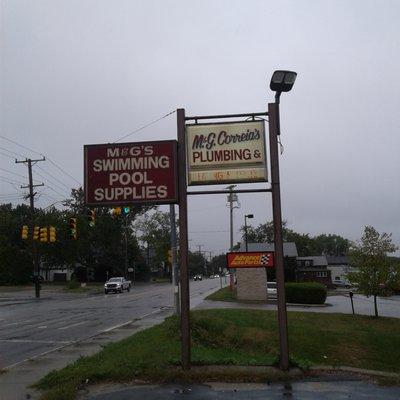 M&G'S
SWIMMING
POOL
SUPPLIES
M&G. Correia's
PLUMBING &
Advance
Auto Parts